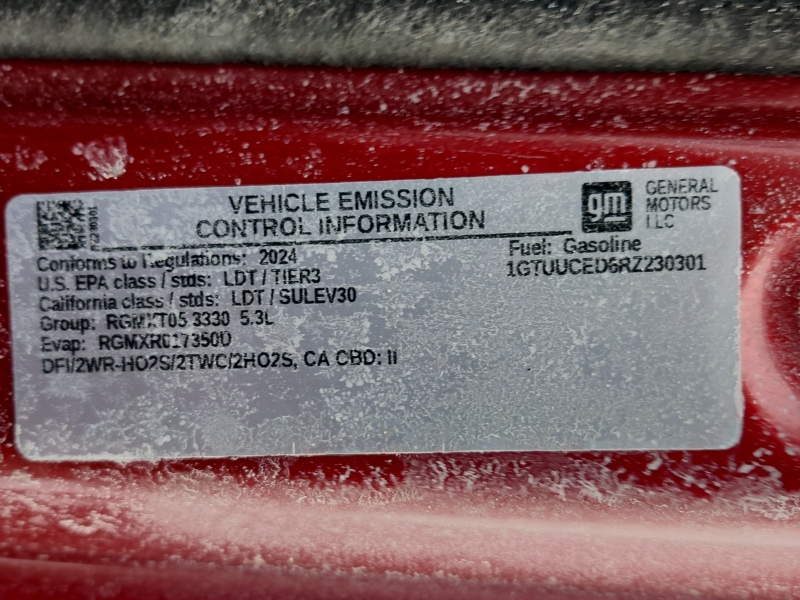 VEHICLE EMISSION
CONTROL INFORMATION
gm
GENERAL
MOTORS
LLC
Conforms to Regulations: 2024
U.S. EPA class / stds: LDT / TIER3
California class / stds: LDT / SULEV30
Group: RGMXT05.3330 5.3L
Evap: RGMXR0173500
DFI/2WR-HO2S/2TWC/2HO2S, CA CBD: II
Fuel: Gasoline
1GTUUCED6RZ230301
RZ230301